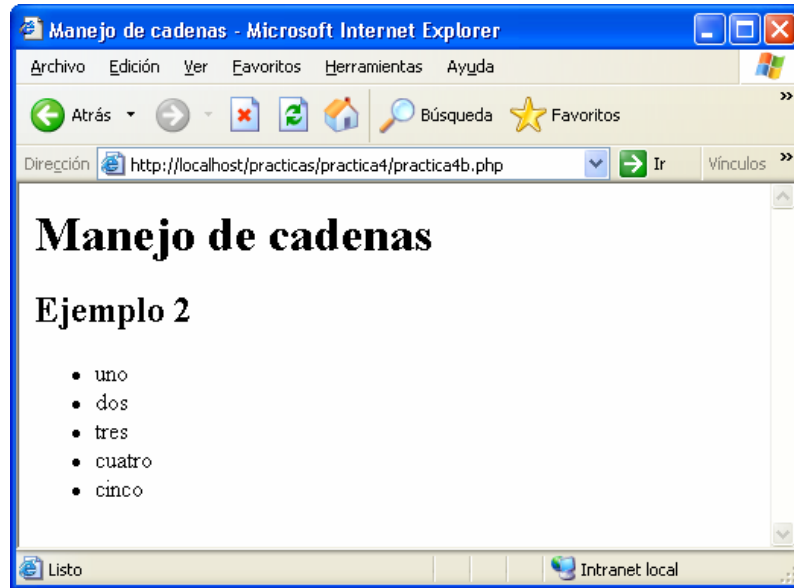 Manejo de cadenas - Microsoft Internet Explorer
Archivo Edición Ver Favoritos Herramientas Ayuda
Atrás Búsqueda Favoritos »
Dirección http://localhost/practicas/practica4/practica4b.php Ir Vínculos »
Manejo de cadenas
Ejemplo 2
• uno
• dos
• tres
• cuatro
• cinco
Listo Intranet local